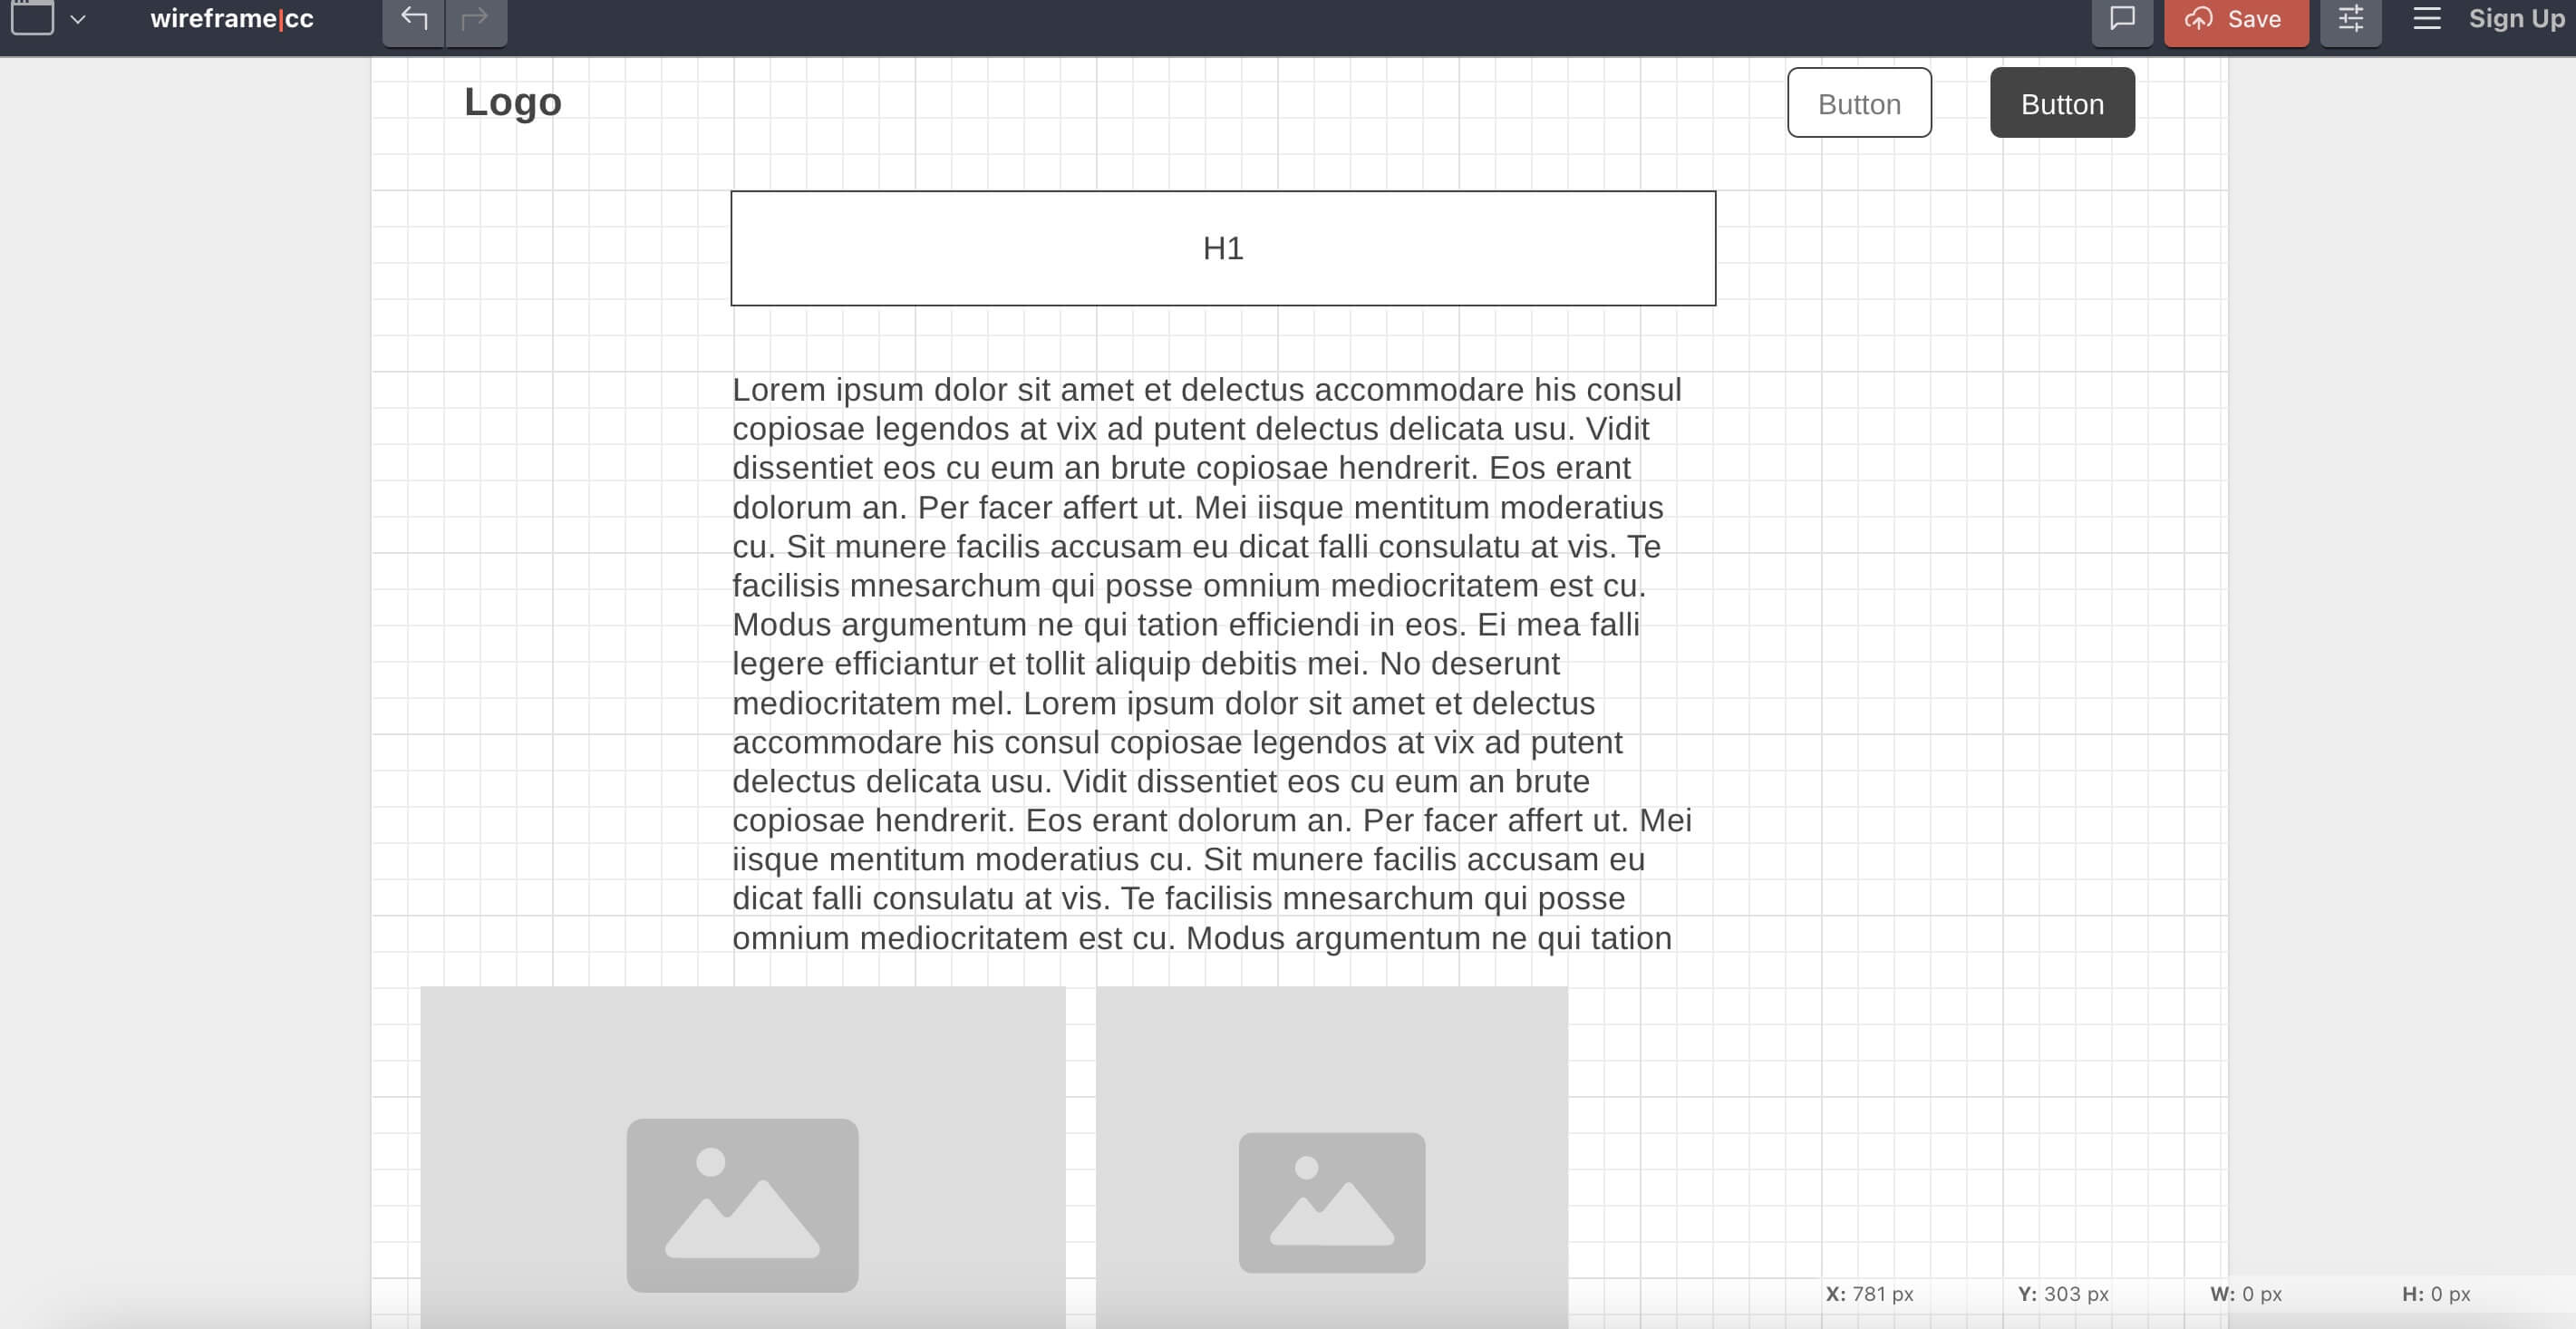 wireframe|cc
Save
Sign Up
Logo
Button
Button
H1
Lorem ipsum dolor sit amet et delectus accommodare his consul
copiosae legendos at vix ad putent delectus delicata usu. Vidit
dissentiet eos cu eum an brute copiosae hendrerit. Eos erant
dolorum an. Per facer affert ut. Mei iisque mentitum moderatius
cu. Sit munere facilis accusam eu dicat falli consulatu at vis. Te
facilisis mnesarchum qui posse omnium mediocritatem est cu.
Modus argumentum ne qui tation efficiendi in eos. Ei mea falli
legere efficiantur et tollit aliquip debitis mei. No deserunt
mediocritatem mel. Lorem ipsum dolor sit amet et delectus
accommodare his consul copiosae legendos at vix ad putent
delectus delicata usu. Vidit dissentiet eos cu eum an brute
copiosae hendrerit. Eos erant dolorum an. Per facer affert ut. Mei
iisque mentitum moderatius cu. Sit munere facilis accusam eu
dicat falli consulatu at vis. Te facilisis mnesarchum qui posse
omnium mediocritatem est cu. Modus argumentum ne qui tation
X: 781 px
Y: 303 px
W: 0 px
H: 0 px